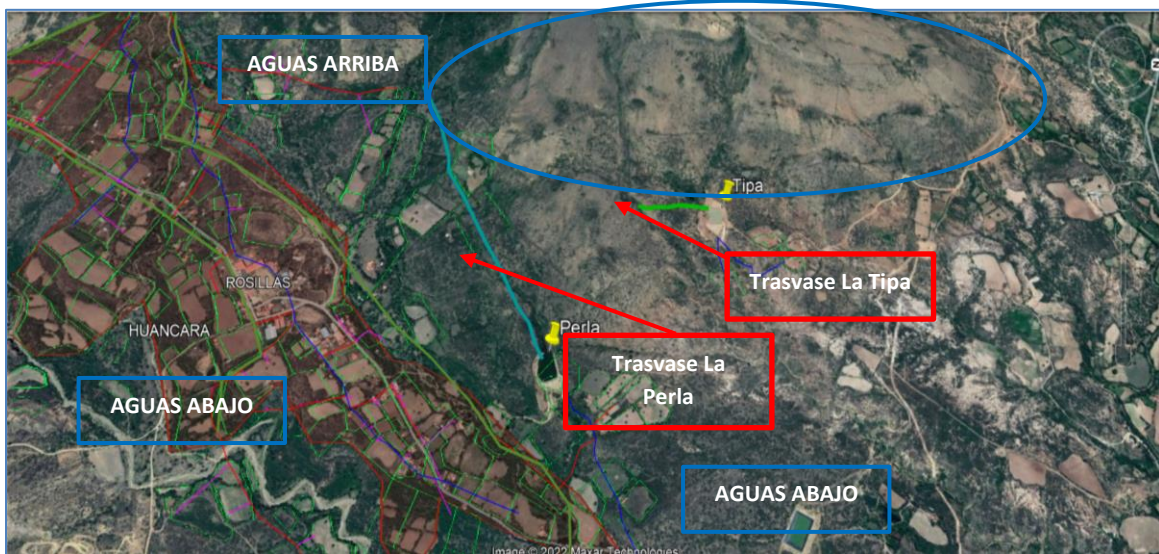 AGUAS ARRIBA
Tipa
Trasvase La Tipa
ROSILLAS
HUANCARA
Perla
Trasvase La
Perla
AGUAS ABAJO
AGUAS ABAJO
Image © 2022 Maxar Technologies